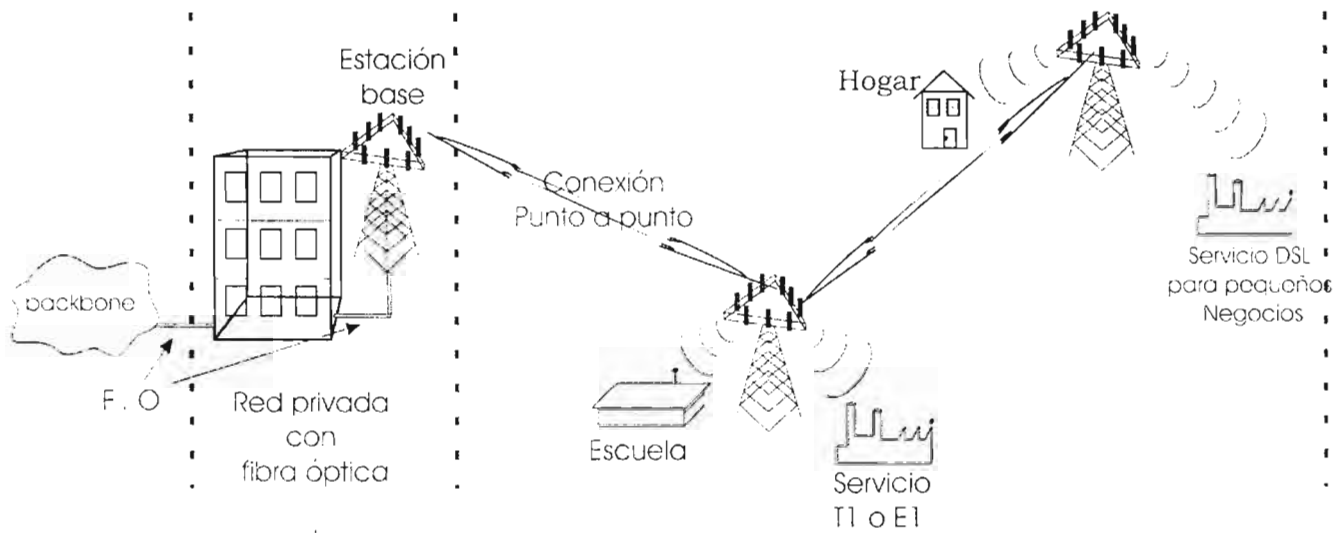 Estación
base
Hogar
Conexión
Punto a punto
backbone
Servicio DSL
para pequeños
Negocios
F . O
Red privada
con
fibra óptica
Escuela
Servicio
T1 o E1